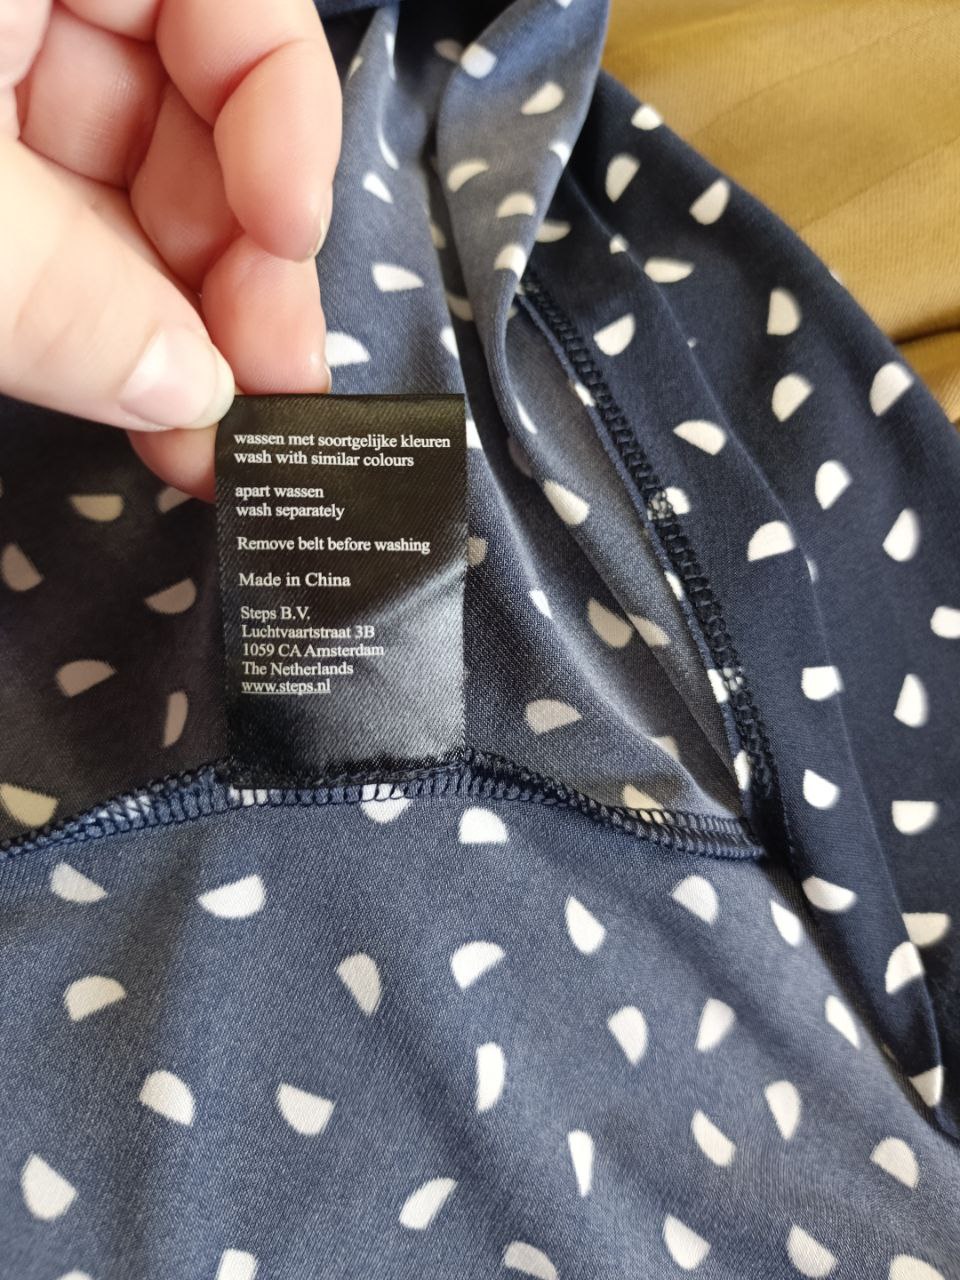 wassen met soortgelijke kleuren
wash with similar colours
apart wassen
wash separately
Remove belt before washing
Made in China
Steps B.V.
Luchtvaartstraat 3B
1059 CA Amsterdam
The Netherlands
www.steps.nl